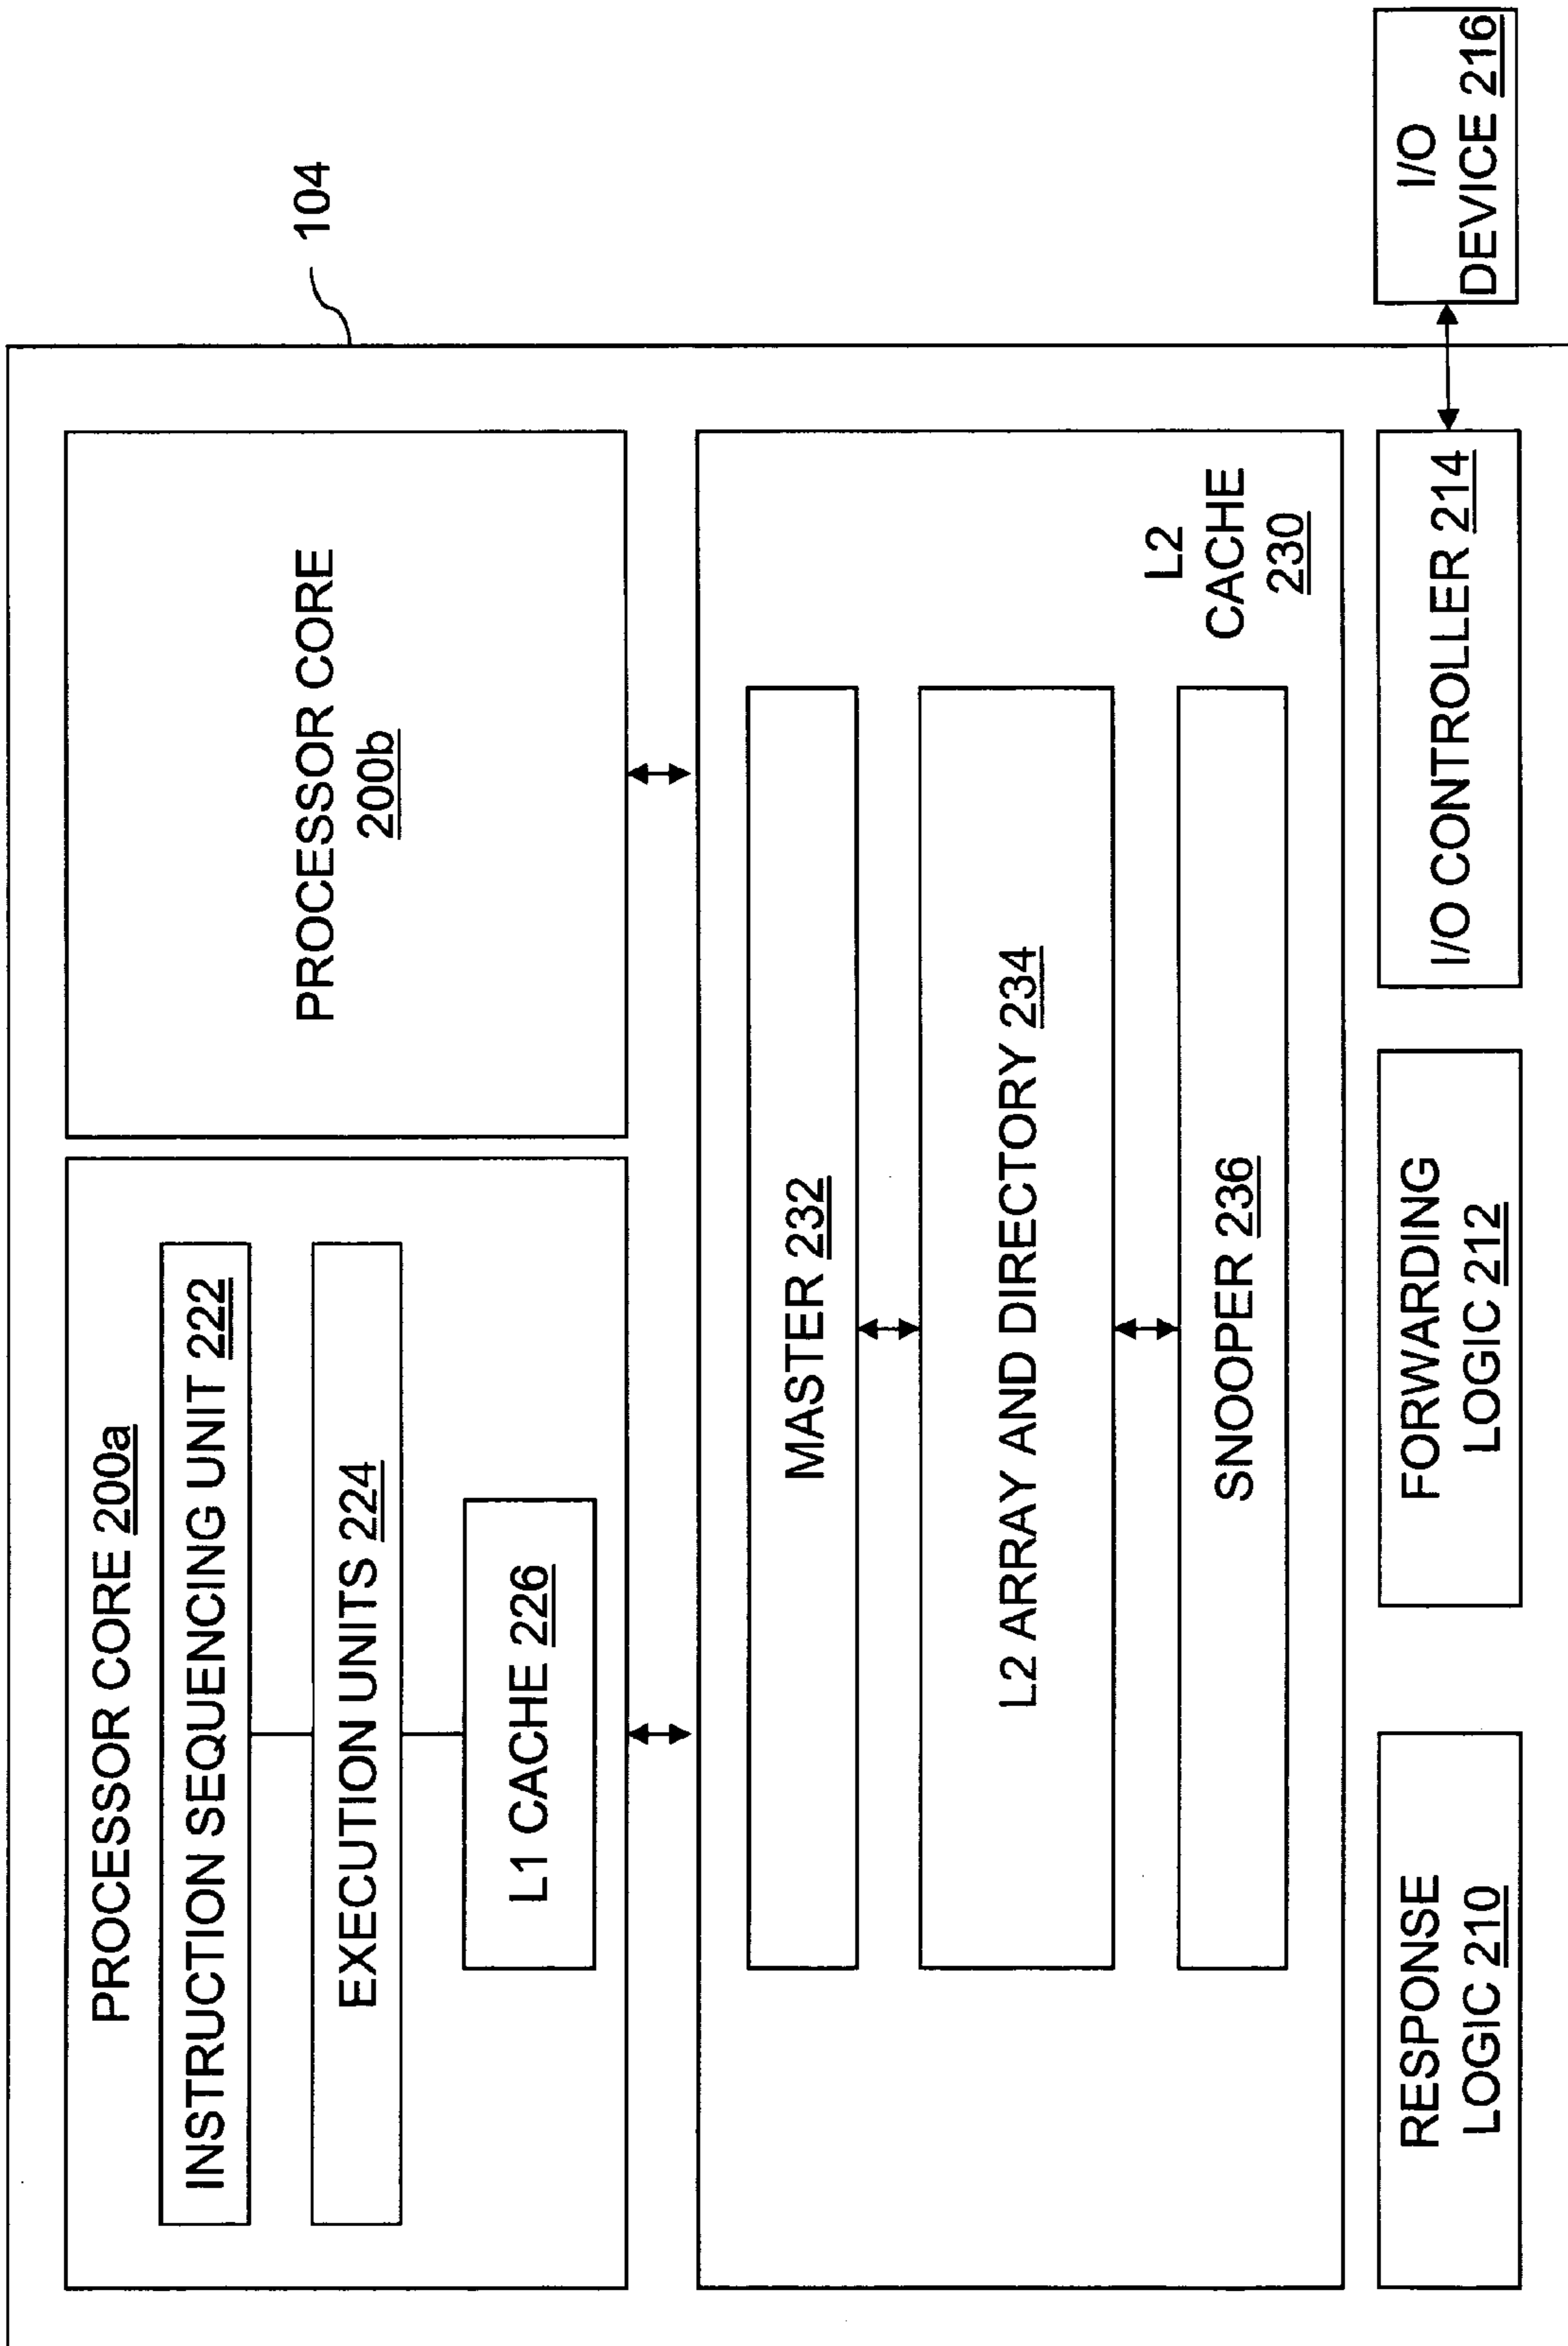 104
PROCESSOR CORE 200a
INSTRUCTION SEQUENCING UNIT 222
EXECUTION UNITS 224
L1 CACHE 226
PROCESSOR CORE
200b
MASTER 232
L2 ARRAY AND DIRECTORY 234
SNOOPER 236
L2
CACHE
230
RESPONSE
LOGIC 210
FORWARDING
LOGIC 212
I/O CONTROLLER 214
I/O
DEVICE 216